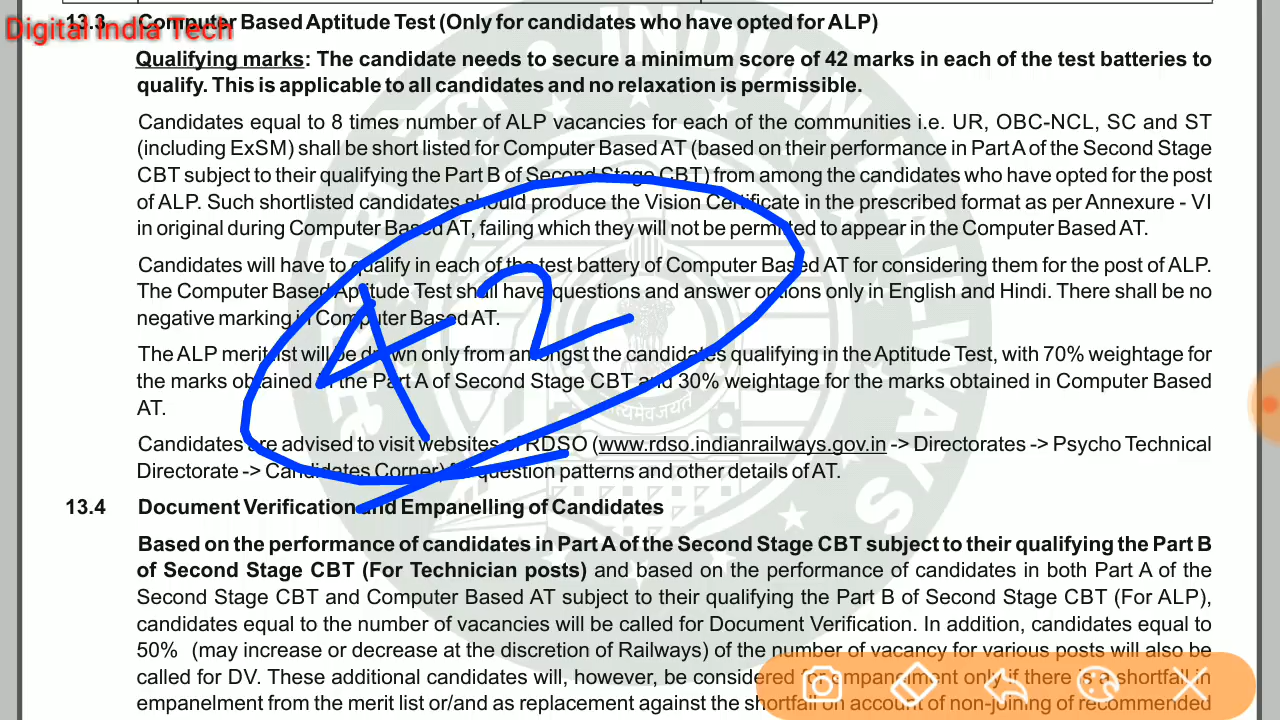 13.3 Computer Based Aptitude Test (Only for candidates who have opted for ALP)
Digital India Tech
Qualifying marks: The candidate needs to secure a minimum score of 42 marks in each of the test batteries to
qualify. This is applicable to all candidates and no relaxation is permissible.
Candidates equal to 8 times number of ALP vacancies for each of the communities i.e. UR, OBC-NCL, SC and ST
(including ExSM) shall be short listed for Computer Based AT (based on their performance in Part A of the Second Stage
CBT subject to their qualifying the Part B of Second Stage CBT) from among the candidates who have opted for the post
of ALP. Such shortlisted candidates should produce the Vision Certificate in the prescribed format as per Annexure - VI
in original during Computer Based AT, failing which they will not be permitted to appear in the Computer Based AT.
Candidates will have to qualify in each of the test battery of Computer Based AT for considering them for the post of ALP.
The Computer Based Aptitude Test shall have questions and answer options only in English and Hindi. There shall be no
negative marking in Computer Based AT.
42
The ALP merit list will be drawn only from amongst the candidates qualifying in the Aptitude Test, with 70% weightage for
the marks obtained in the Part A of Second Stage CBT and 30% weightage for the marks obtained in Computer Based
AT.
Candidates are advised to visit websites of RDSO (www.rdso.indianrailways.gov.in -> Directorates -> Psycho Technical
Directorate -> Candidates Corner) for question patterns and other details of AT.
13.4 Document Verification and Empanelling of Candidates
Based on the performance of candidates in Part A of the Second Stage CBT subject to their qualifying the Part B
of Second Stage CBT (For Technician posts) and based on the performance of candidates in both Part A of the
Second Stage CBT and Computer Based AT subject to their qualifying the Part B of Second Stage CBT (For ALP),
candidates equal to the number of vacancies will be called for Document Verification. In addition, candidates equal to
50% (may increase or decrease at the discretion of Railways) of the number of vacancy for various posts will also be
called for DV. These additional candidates will, however, be considered for empanelment only if there is a shortfall in
empanelment from the merit list or/and as replacement against the shortfall on account of non-joining of recommended
INDIAN RAILWAYS
सत्यमेव जयते